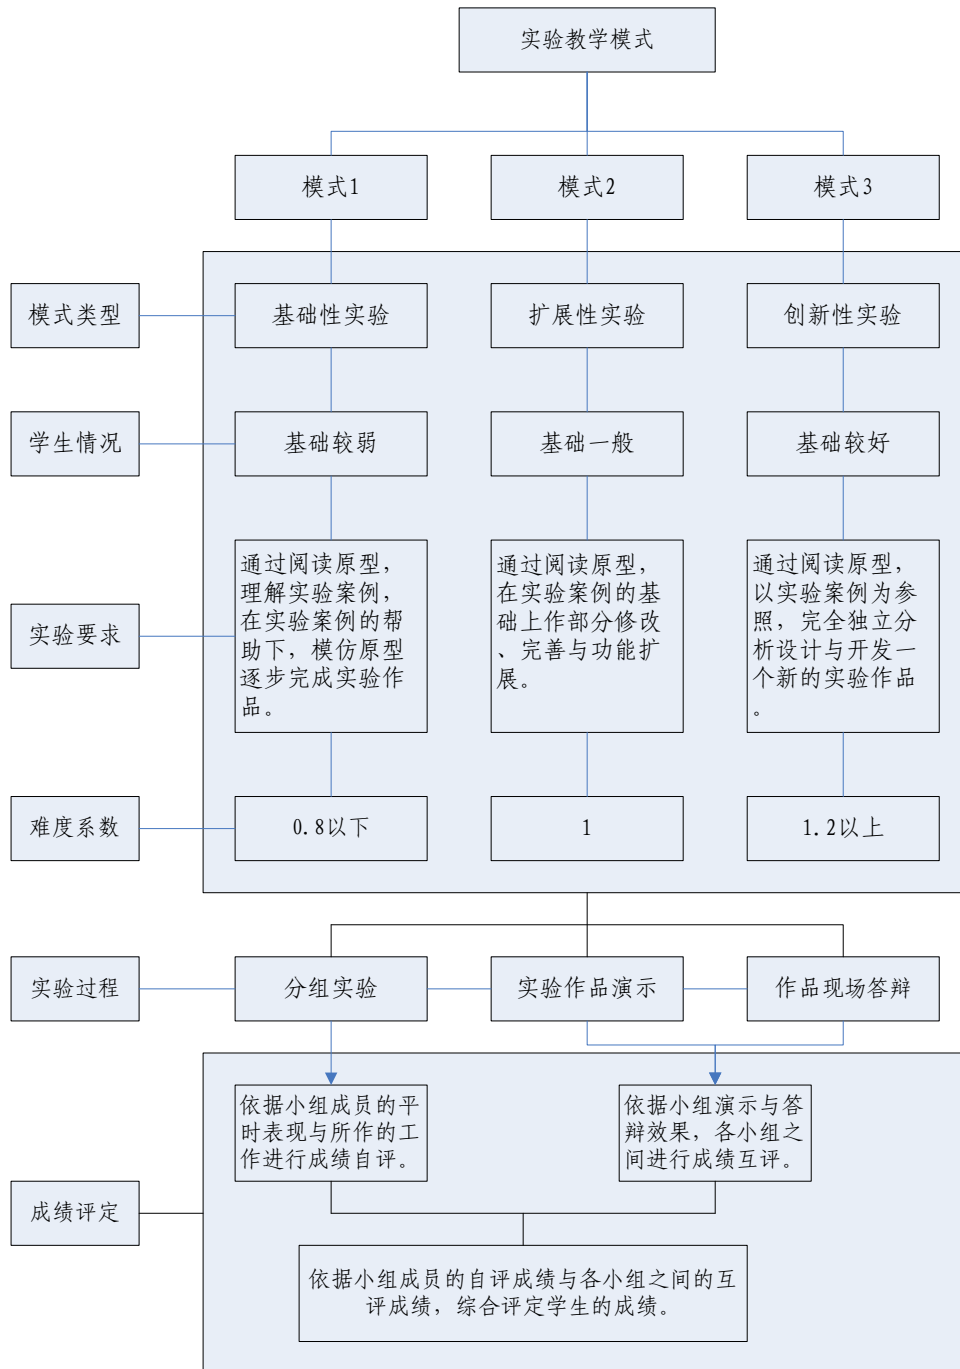 实验教学模式
模式1
模式2
模式3
模式类型
基础性实验
扩展性实验
创新性实验
学生情况
基础较弱
基础一般
基础较好
实验要求
通过阅读原型，
理解实验案例，
在实验案例的帮
助下，模仿原型
逐步完成实验作
品。
通过阅读原型，
在实验案例的基
础上作部分修改
、完善与功能扩
展。
通过阅读原型，
以实验案例为参
照，完全独立分
析设计与开发一
个新的实验作品
。
难度系数
0.8以下
1
1.2以上
实验过程
分组实验
实验作品演示
作品现场答辩
依据小组成员的平
时表现与所作的工
作进行成绩自评。
依据小组演示与答
辩效果，各小组之
间进行成绩互评。
成绩评定
依据小组成员的自评成绩与各小组之间的互
评成绩，综合评定学生的成绩。